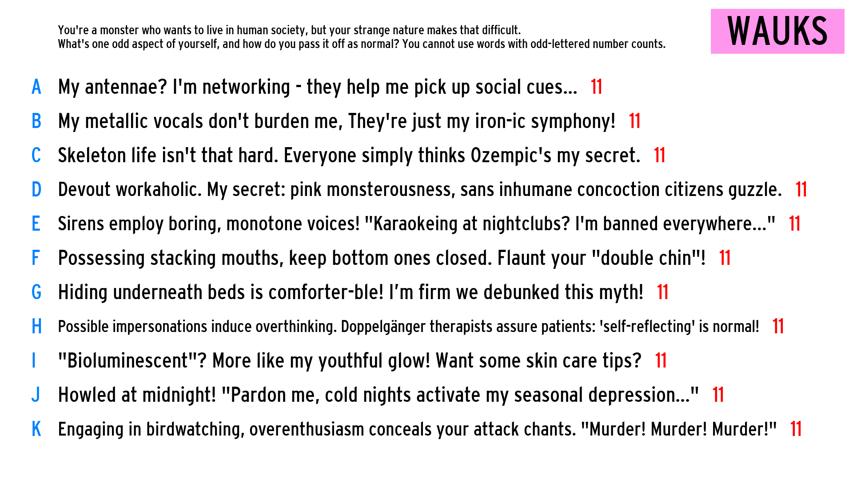 You're a monster who wants to live in human society, but your strange nature makes that difficult.
What's one odd aspect of yourself, and how do you pass it off as normal? You cannot use words with odd-lettered number counts.
WAUKS
A My antennae? I'm networking - they help me pick up social cues... 11
B My metallic vocals don't burden me, They're just my iron-ic symphony! 11
C Skeleton life isn't that hard. Everyone simply thinks Ozempic's my secret. 11
D Devout workaholic. My secret: pink monsterousness, sans inhumane concoction citizens guzzle. 11
E Sirens employ boring, monotone voices! "Karaokeing at nightclubs? I'm banned everywhere..." 11
F Possessing stacking mouths, keep bottom ones closed. Flaunt your "double chin"! 11
G Hiding underneath beds is comforter-ble! I’m firm we debunked this myth! 11
H Possible impersonations induce overthinking. Doppelgänger therapists assure patients: 'self-reflecting' is normal! 11
I "Bioluminescent"? More like my youthful glow! Want some skin care tips? 11
J Howled at midnight! "Pardon me, cold nights activate my seasonal depression..." 11
K Engaging in birdwatching, overenthusiasm conceals your attack chants. "Murder! Murder! Murder!" 11